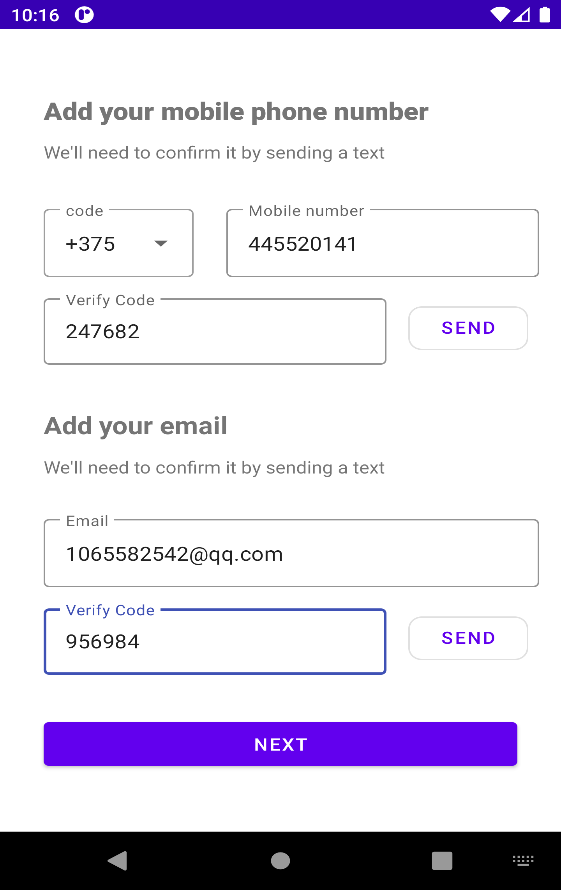 10:16
Add your mobile phone number
We'll need to confirm it by sending a text
code
+375
Mobile number
445520141
Verify Code
247682
SEND
Add your email
We'll need to confirm it by sending a text
Email
1065582542@qq.com
Verify Code
956984
SEND
NEXT